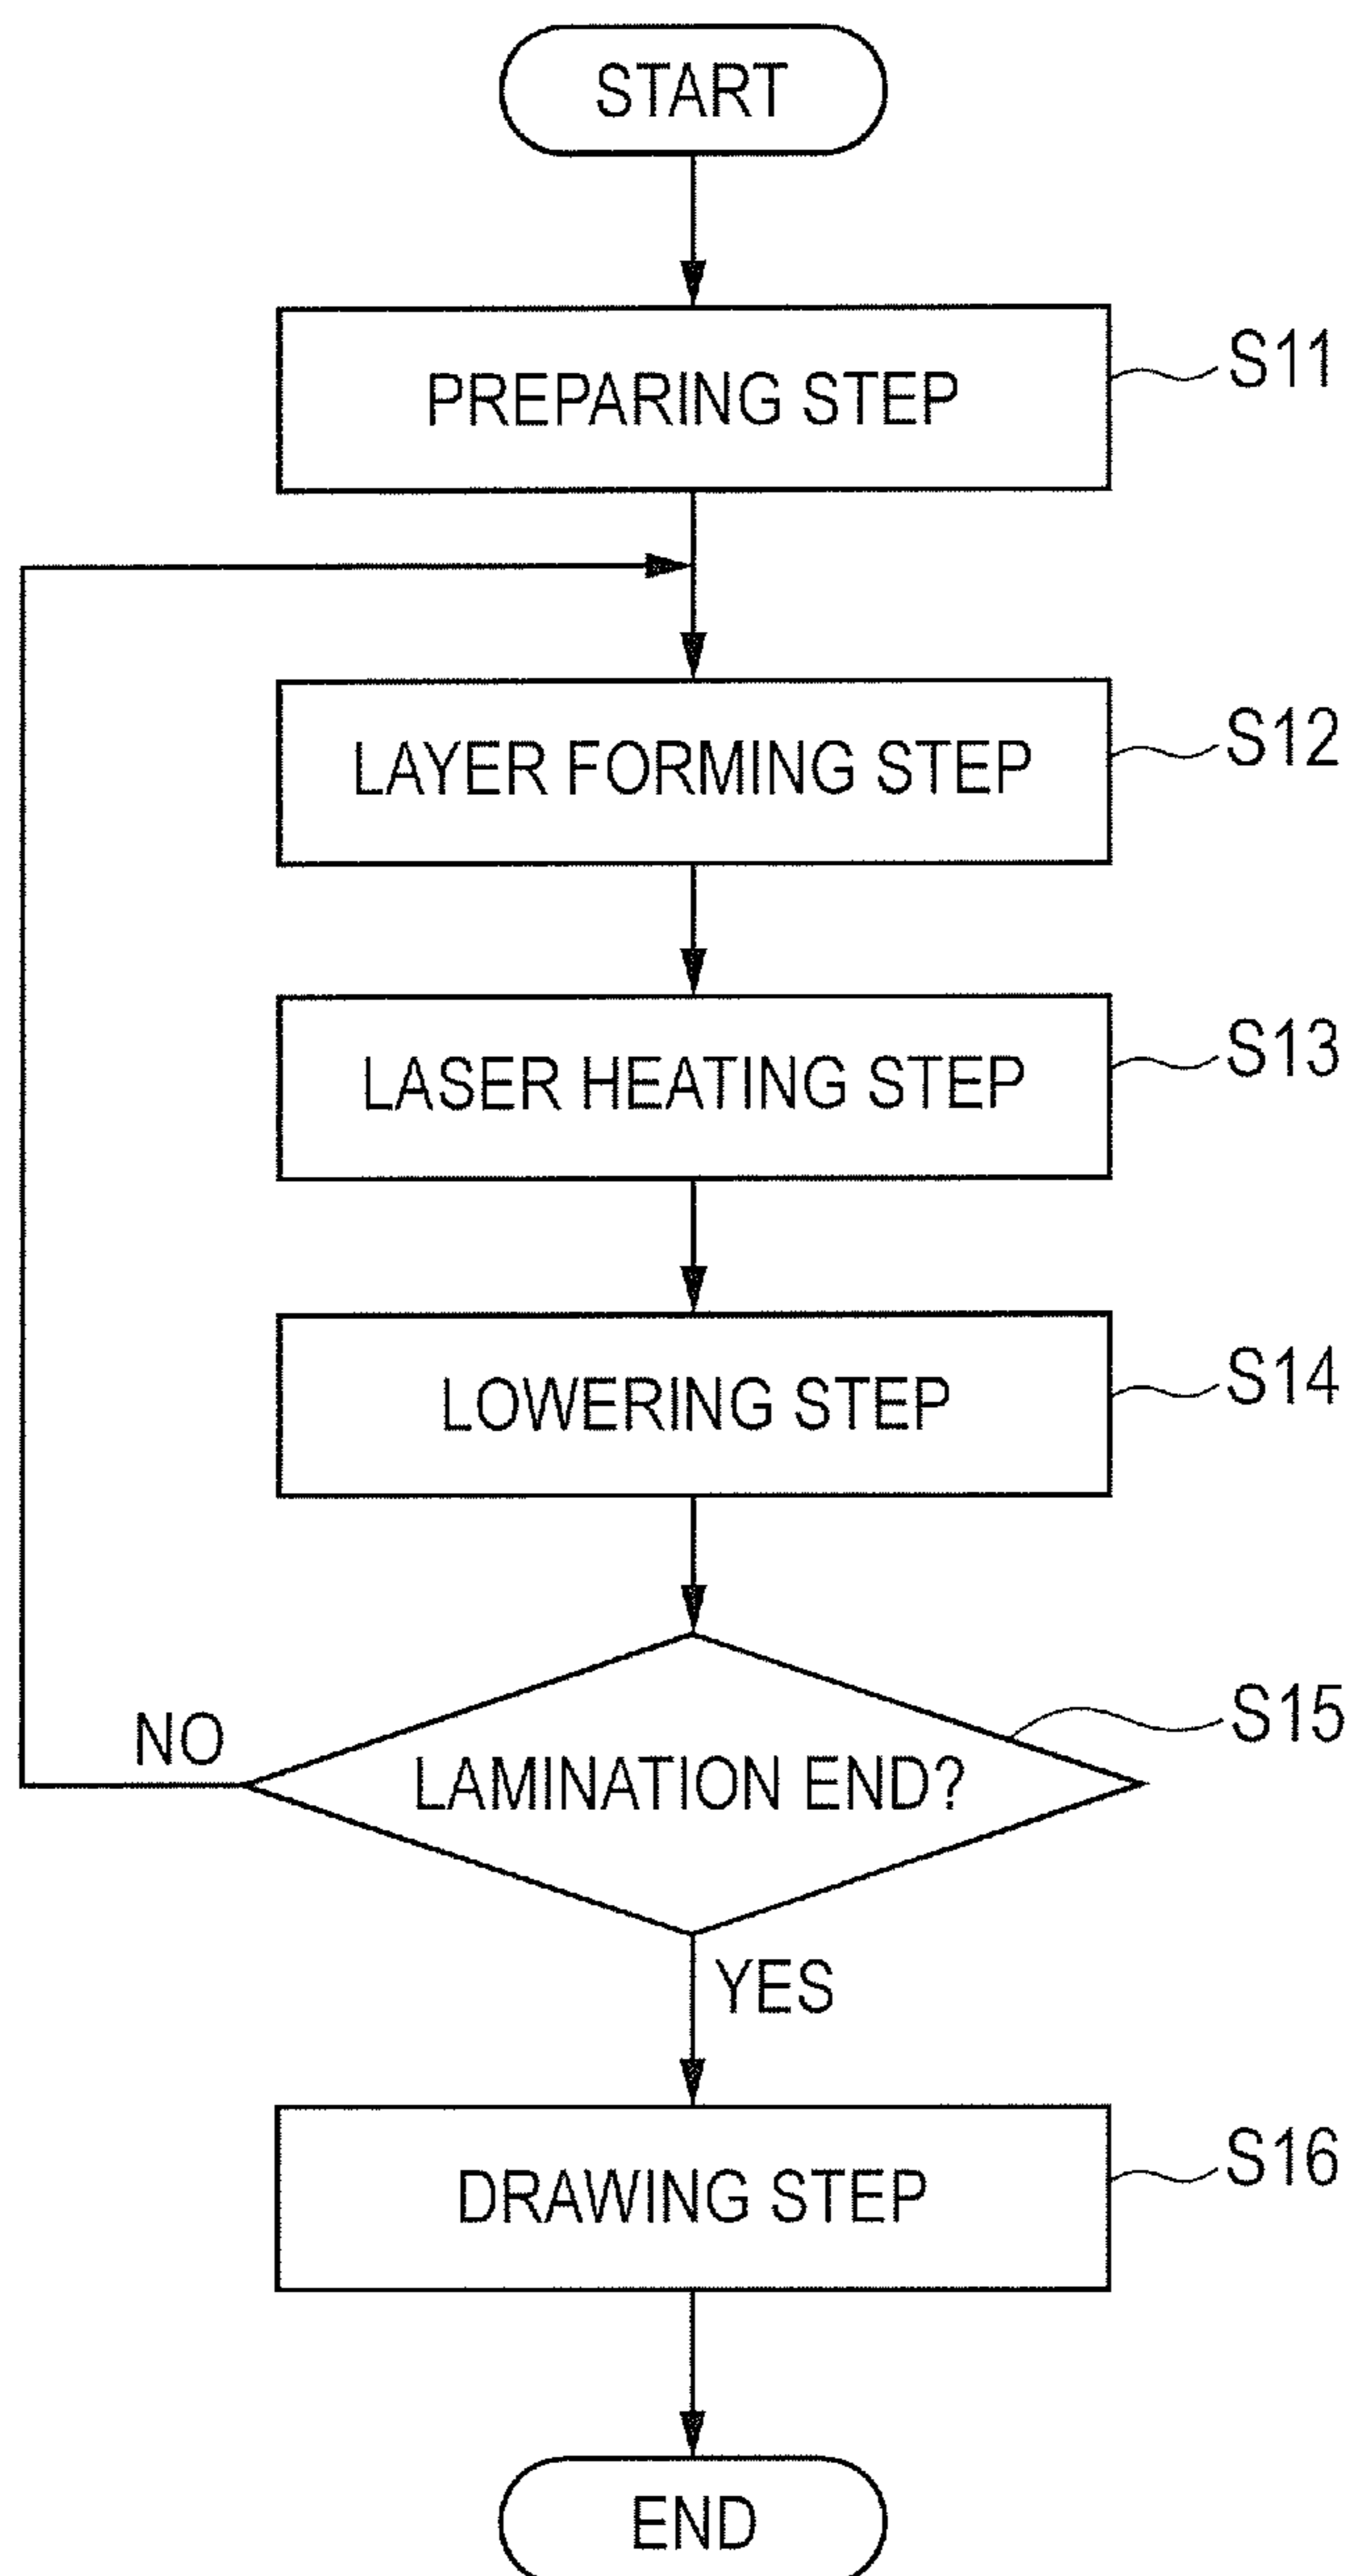 START
PREPARING STEP
S11
LAYER FORMING STEP
S12
LASER HEATING STEP
S13
LOWERING STEP
S14
S15
NO
LAMINATION END?
YES
DRAWING STEP
S16
END